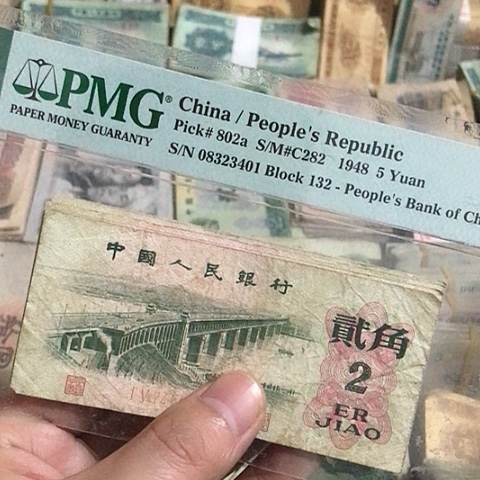 PMG®
PAPER MONEY GUARANTY
China / People's Republic
Pick# 802a S/M#C282 1948 5 Yuan
S/N 08323401 Block 132 - People's Bank of Ch
中國人民銀行
貳角
2
ER
JIAO